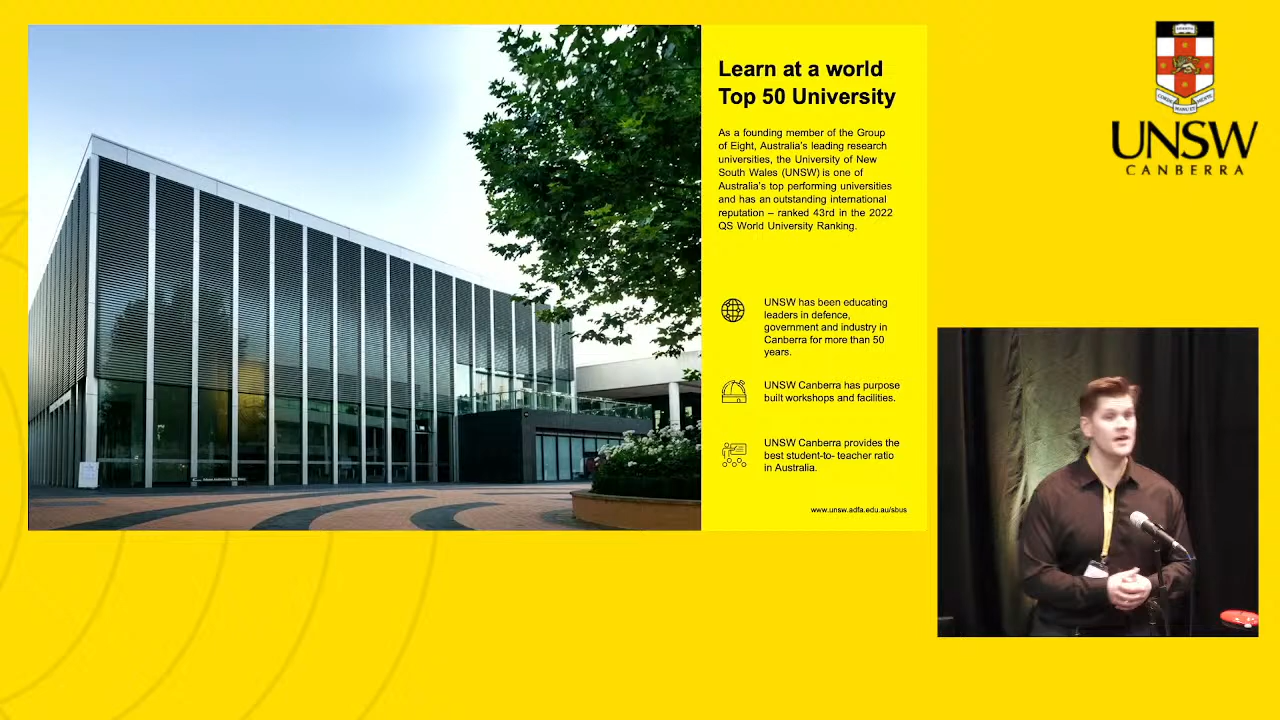 Learn at a world
Top 50 University
As a founding member of the Group
of Eight, Australia's leading research
universities, the University of New
South Wales (UNSW) is one of
Australia's top performing universities
and has an outstanding international
reputation – ranked 43rd in the 2022
QS World University Ranking.
UNSW has been educating
leaders in defence,
government and industry in
Canberra for more than 50
years.
UNSW Canberra has purpose
built workshops and facilities.
UNSW Canberra provides the
best student-to- teacher ratio
in Australia.
www.unsw.adfa.edu.au/sbus
UNSW
CANBERRA